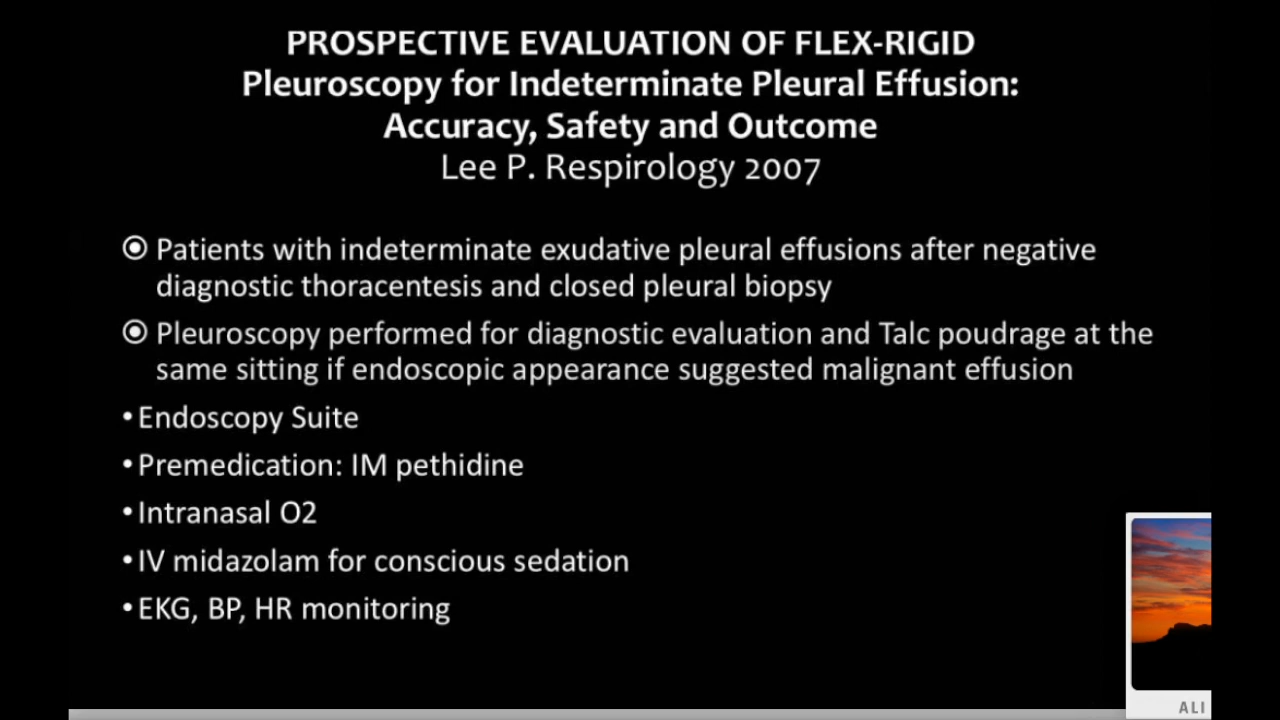 PROSPECTIVE EVALUATION OF FLEX-RIGID
Pleuroscopy for Indeterminate Pleural Effusion:
Accuracy, Safety and Outcome
Lee P. Respirology 2007
Patients with indeterminate exudative pleural effusions after negative
diagnostic thoracentesis and closed pleural biopsy
Pleuroscopy performed for diagnostic evaluation and Talc poudrage at the
same sitting if endoscopic appearance suggested malignant effusion
•Endoscopy Suite
•Premedication: IM pethidine
•Intranasal O2
•IV midazolam for conscious sedation
•EKG, BP, HR monitoring
ALI